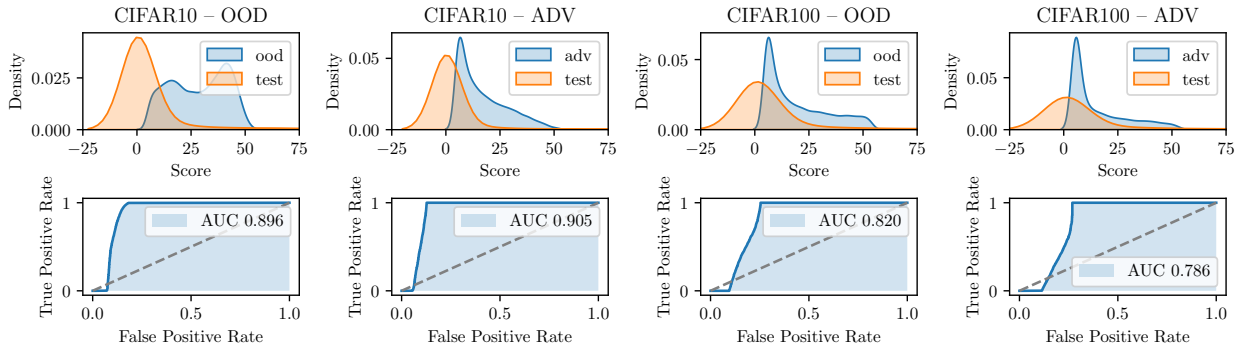 CIFAR10 – OOD
CIFAR10 – ADV
CIFAR100 – OOD
CIFAR100 – ADV
Density
0.025
0.000
ood
test
−25 0 25 50 75
Score
Density
0.05
0.00
adv
test
−25 0 25 50 75
Score
Density
0.05
0.00
ood
test
−25 0 25 50 75
Score
Density
0.05
0.00
adv
test
−25 0 25 50 75
Score
True Positive Rate
1
0
AUC 0.896
0.0 0.5 1.0
False Positive Rate
True Positive Rate
1
0
AUC 0.905
0.0 0.5 1.0
False Positive Rate
True Positive Rate
1
0
AUC 0.820
0.0 0.5 1.0
False Positive Rate
True Positive Rate
1
0
AUC 0.786
0.0 0.5 1.0
False Positive Rate